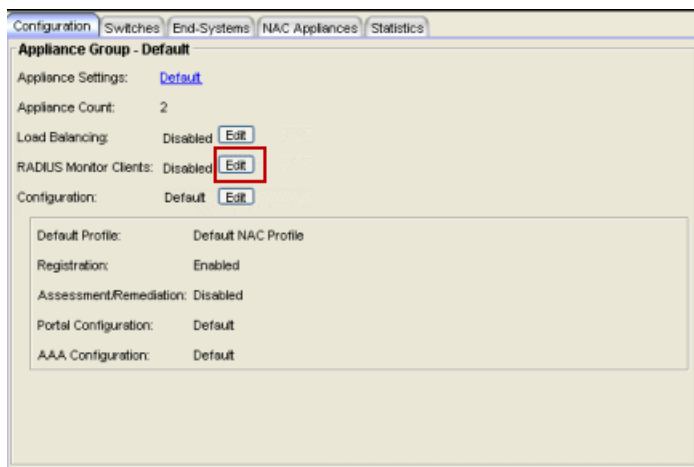 Configuration Switches End-Systems NAC Appliances Statistics
Appliance Group - Default
Appliance Settings: Default
Appliance Count: 2
Load Balancing: Disabled Edit
RADIUS Monitor Clients: Disabled Edit
Configuration: Default Edit
Default Profile: Default NAC Profile
Registration: Enabled
Assessment/Remediation: Disabled
Portal Configuration: Default
AAA Configuration: Default